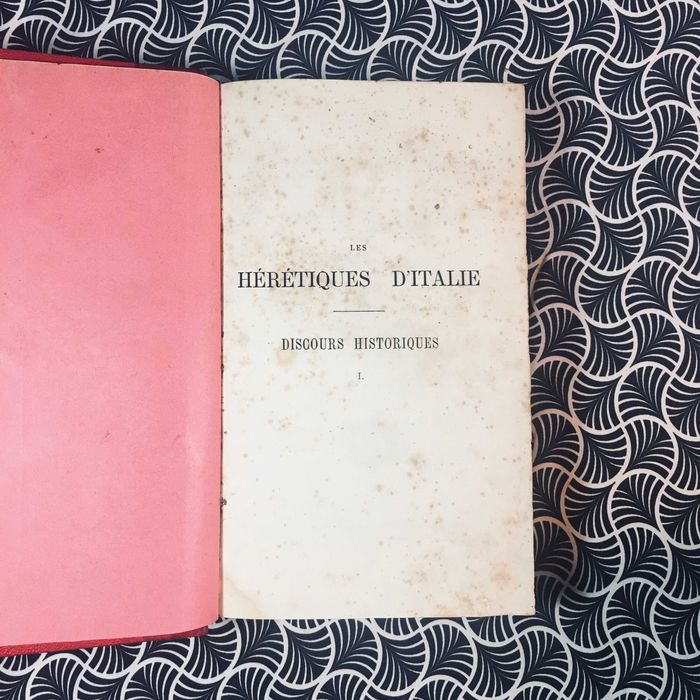 LES
HÉRÉTIQUES D'ITALIE
DISCOURS HISTORIQUES
I.